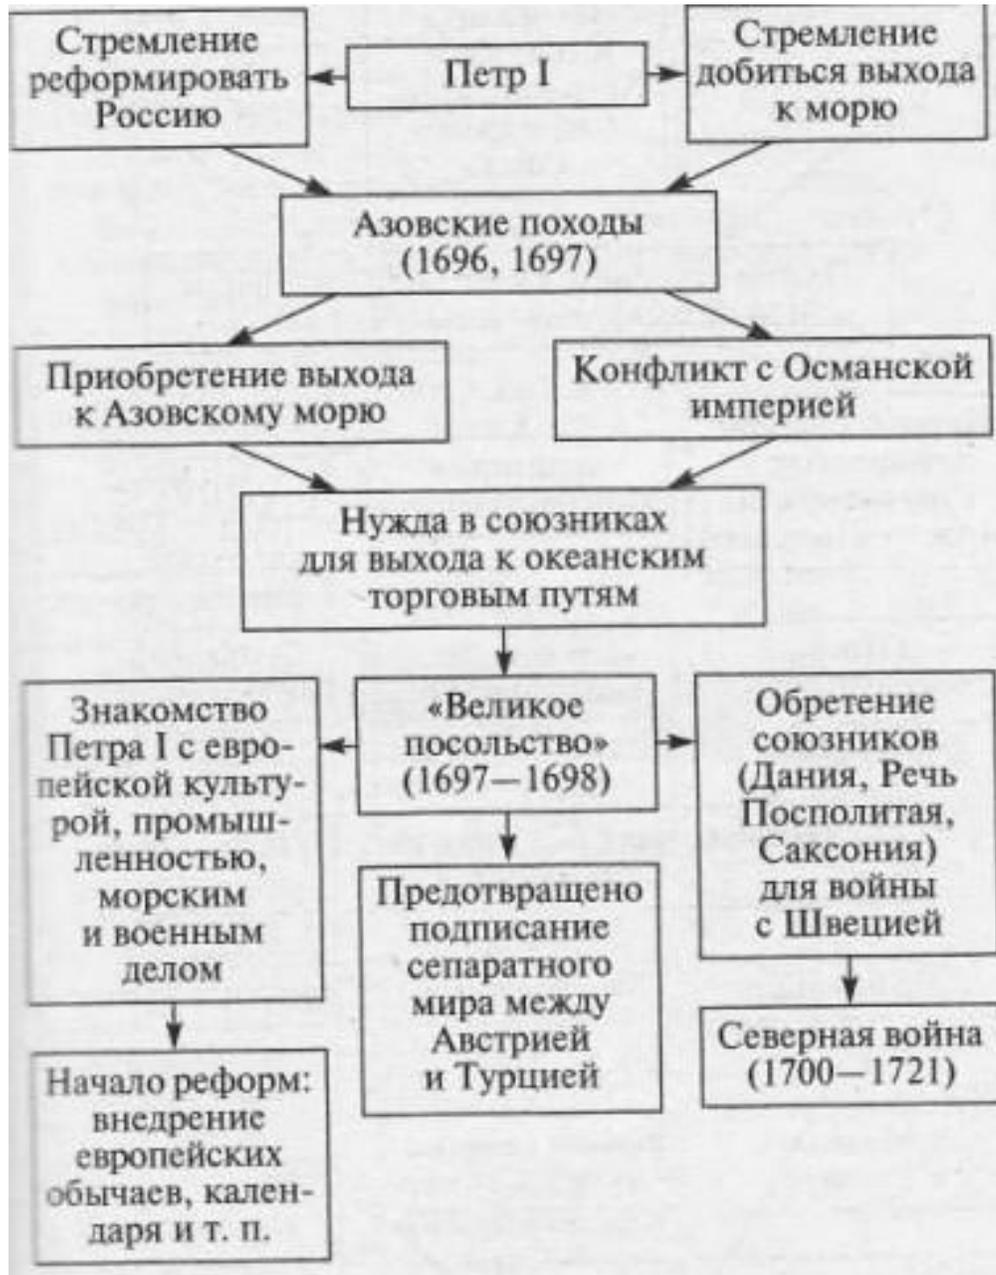 Стремление
реформировать
Россию
Петр I
Стремление
добиться выхода
к морю
Азовские походы
(1696, 1697)
Приобретение выхода
к Азовскому морю
Конфликт с Османской
империей
Нужда в союзниках
для выхода к океанским
торговым путям
Знакомство
Петра I с евро-
пейской культу-
рой, промыш-
ленностью,
морским
и военным
делом
«Великое
посольство»
(1697—1698)
Обретение
союзников
(Дания, Речь
Посполитая,
Саксония)
для войны
с Швецией
Предотвращено
подписание
сепаратного
мира между
Австрией
и Турцией
Северная война
(1700—1721)
Начало реформ:
внедрение
европейских
обычаев, кален-
даря и т. п.